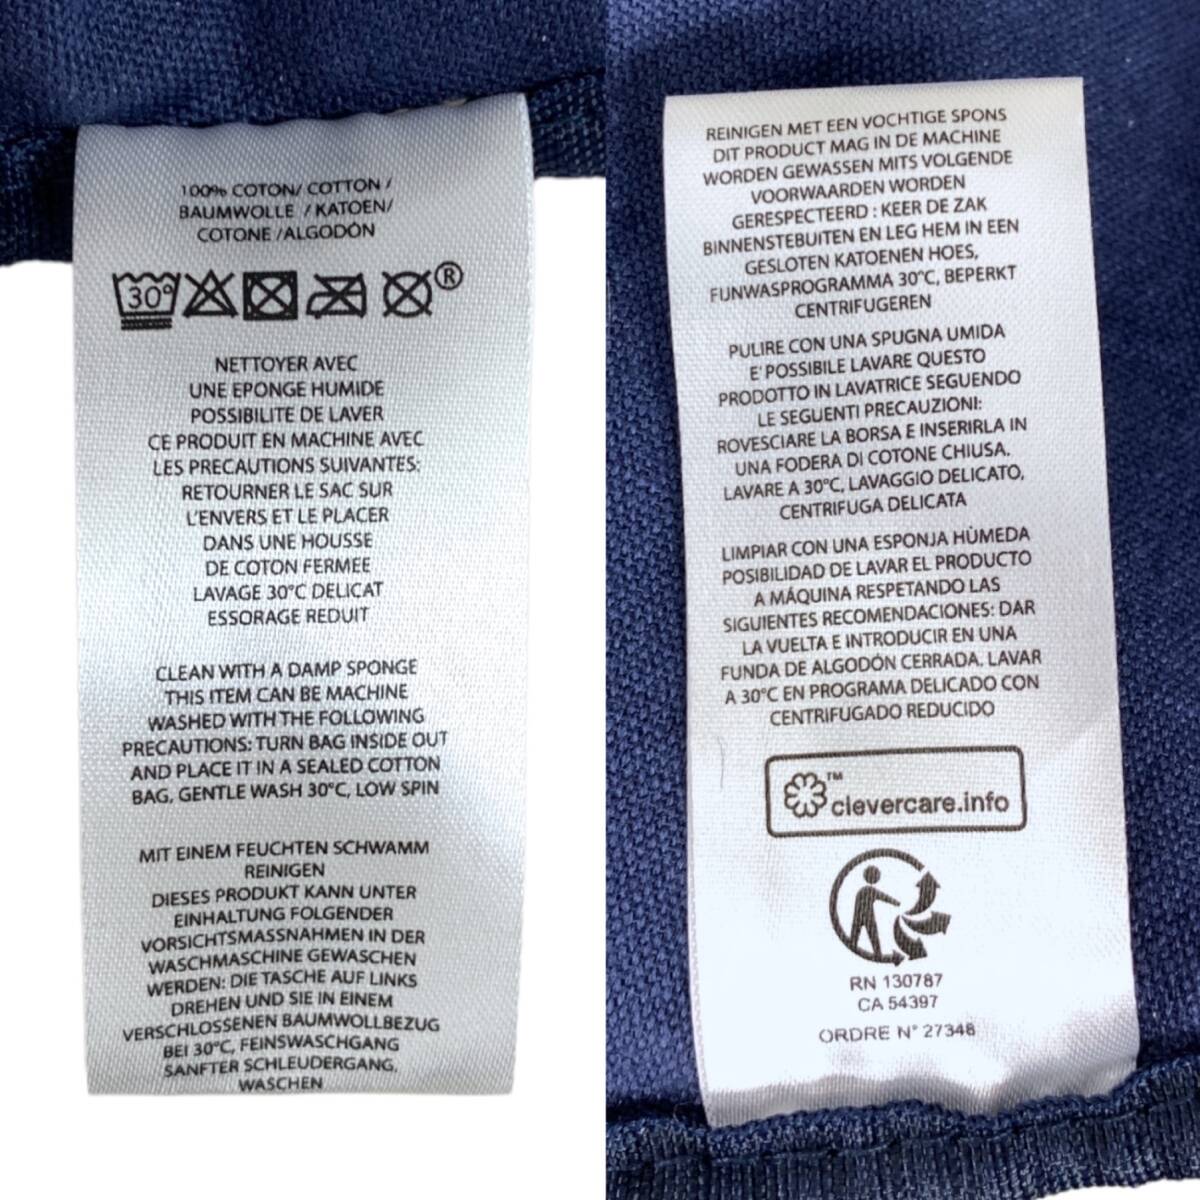 100% COTON/ COTTON /
BAUMWOLLE / KATOEN/
COTONE /ALGODÓN
30°
®
NETTOYER AVEC
UNE EPONGE HUMIDE
POSSIBILITE DE LAVER
CE PRODUIT EN MACHINE AVEC
LES PRECAUTIONS SUIVANTES:
RETOURNER LE SAC SUR
L'ENVERS ET LE PLACER
DANS UNE HOUSSE
DE COTON FERMEE
LAVAGE 30°C DELICAT
ESSORAGE REDUIT
CLEAN WITH A DAMP SPONGE
THIS ITEM CAN BE MACHINE
WASHED WITH THE FOLLOWING
PRECAUTIONS: TURN BAG INSIDE OUT
AND PLACE IT IN A SEALED COTTON
BAG, GENTLE WASH 30°C, LOW SPIN
MIT EINEM FEUCHTEN SCHWAMM
REINIGEN
DIESES PRODUKT KANN UNTER
EINHALTUNG FOLGENDER
VORSICHTSMASSNAHMEN IN DER
WASCHMASCHINE GEWASCHEN
WERDEN: DIE TASCHE AUF LINKS
DREHEN UND SIE IN EINEM
VERSCHLOSSENEN BAUMWOLLBEZUG
BEI 30°C, FEINSWASCHGANG
SANFTER SCHLEUDERGANG,
WASCHEN
REINIGEN MET EEN VOCHTIGE SPONS
DIT PRODUCT MAG IN DE MACHINE
WORDEN GEWASSEN MITS VOLGENDE
VOORWAARDEN WORDEN
GERESPECTEERD : KEER DE ZAK
BINNENSTEBUITEN EN LEG HEM IN EEN
GESLOTEN KATOENEN HOES,
FIJNWASPROGRAMMA 30°C, BEPERKT
CENTRIFUGEREN
PULIRE CON UNA SPUGNA UMIDA
E' POSSIBILE LAVARE QUESTO
PRODOTTO IN LAVATRICE SEGUENDO
LE SEGUENTI PRECAUZIONI:
ROVESCIARE LA BORSA E INSERIRLA IN
UNA FODERA DI COTONE CHIUSA.
LAVARE A 30°C, LAVAGGIO DELICATO,
CENTRIFUGA DELICATA
LIMPIAR CON UNA ESPONJA HÚMEDA
POSIBILIDAD DE LAVAR EL PRODUCTO
A MÁQUINA RESPETANDO LAS
SIGUIENTES RECOMENDACIONES: DAR
LA VUELTA E INTRODUCIR EN UNA
FUNDA DE ALGODÓN CERRADA. LAVAR
A 30°C EN PROGRAMA DELICADO CON
CENTRIFUGADO REDUCIDO
™ clevercare.info
RN 130787
CA 54397
ORDRE N° 27348